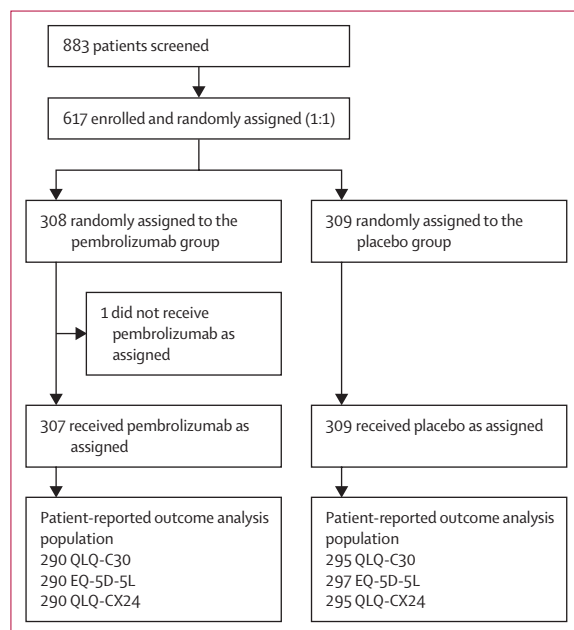 883 patients screened
617 enrolled and randomly assigned (1:1)
308 randomly assigned to the
pembrolizumab group
309 randomly assigned to the
placebo group
1 did not receive
pembrolizumab as
assigned
307 received pembrolizumab as
assigned
309 received placebo as assigned
Patient-reported outcome analysis
population
290 QLQ-C30
290 EQ-5D-5L
290 QLQ-CX24
Patient-reported outcome analysis
population
295 QLQ-C30
297 EQ-5D-5L
295 QLQ-CX24